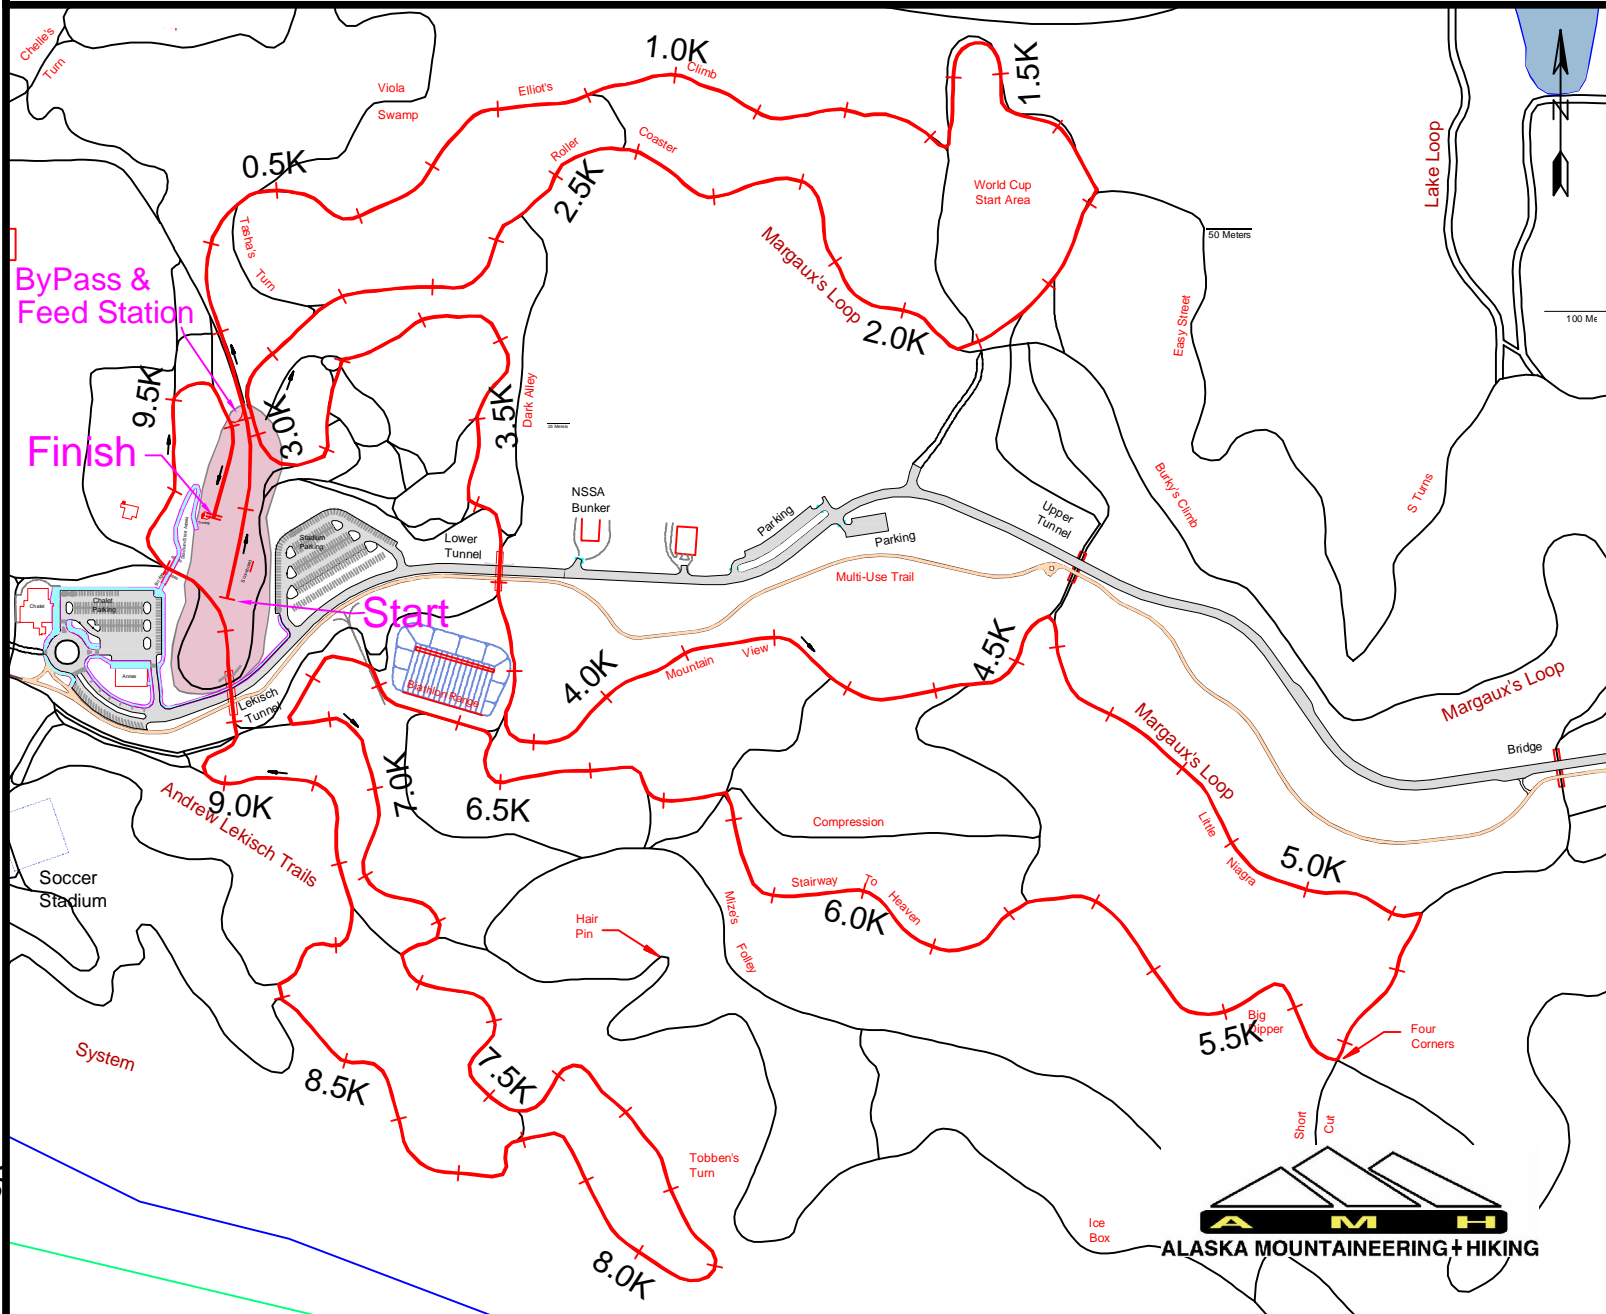 Chelle's
Turn
Viola
Swamp
Elliot's
1.0K
Climb
1.5K
N
Lake Loop
0.5K
Roller
Coaster
2.5K
World Cup
Start Area
Tasha's
Turn
50 Meters
Margaux's Loop
2.0K
Easy Street
100 Me
ByPass &
Feed Station
9.5K
3.0K
3.5K
Dark Alley
Finish
NSSA
Bunker
Lower
Tunnel
Stadium
Parking
Parking
Parking
Upper
Tunnel
Burky's Climb
S Turns
Multi-Use Trail
Chalet
Chalet
Parking
Annex
Start
Biathlon Range
Lekisch
Tunnel
4.0K
Mountain
View
4.5K
Margaux's Loop
Margaux's Loop
Bridge
Little
Niagra
5.0K
Andrew Lekisch Trails
9.0K
7.0K
6.5K
Compression
Soccer
Stadium
Stairway
To
Heaven
6.0K
Mize's
Folley
Hair
Pin
Big
Dipper
5.5K
Four
Corners
System
8.5K
7.5K
Short
Cut
Tobben's
Turn
8.0K
Ice
Box
A M H
ALASKA MOUNTAINEERING+HIKING